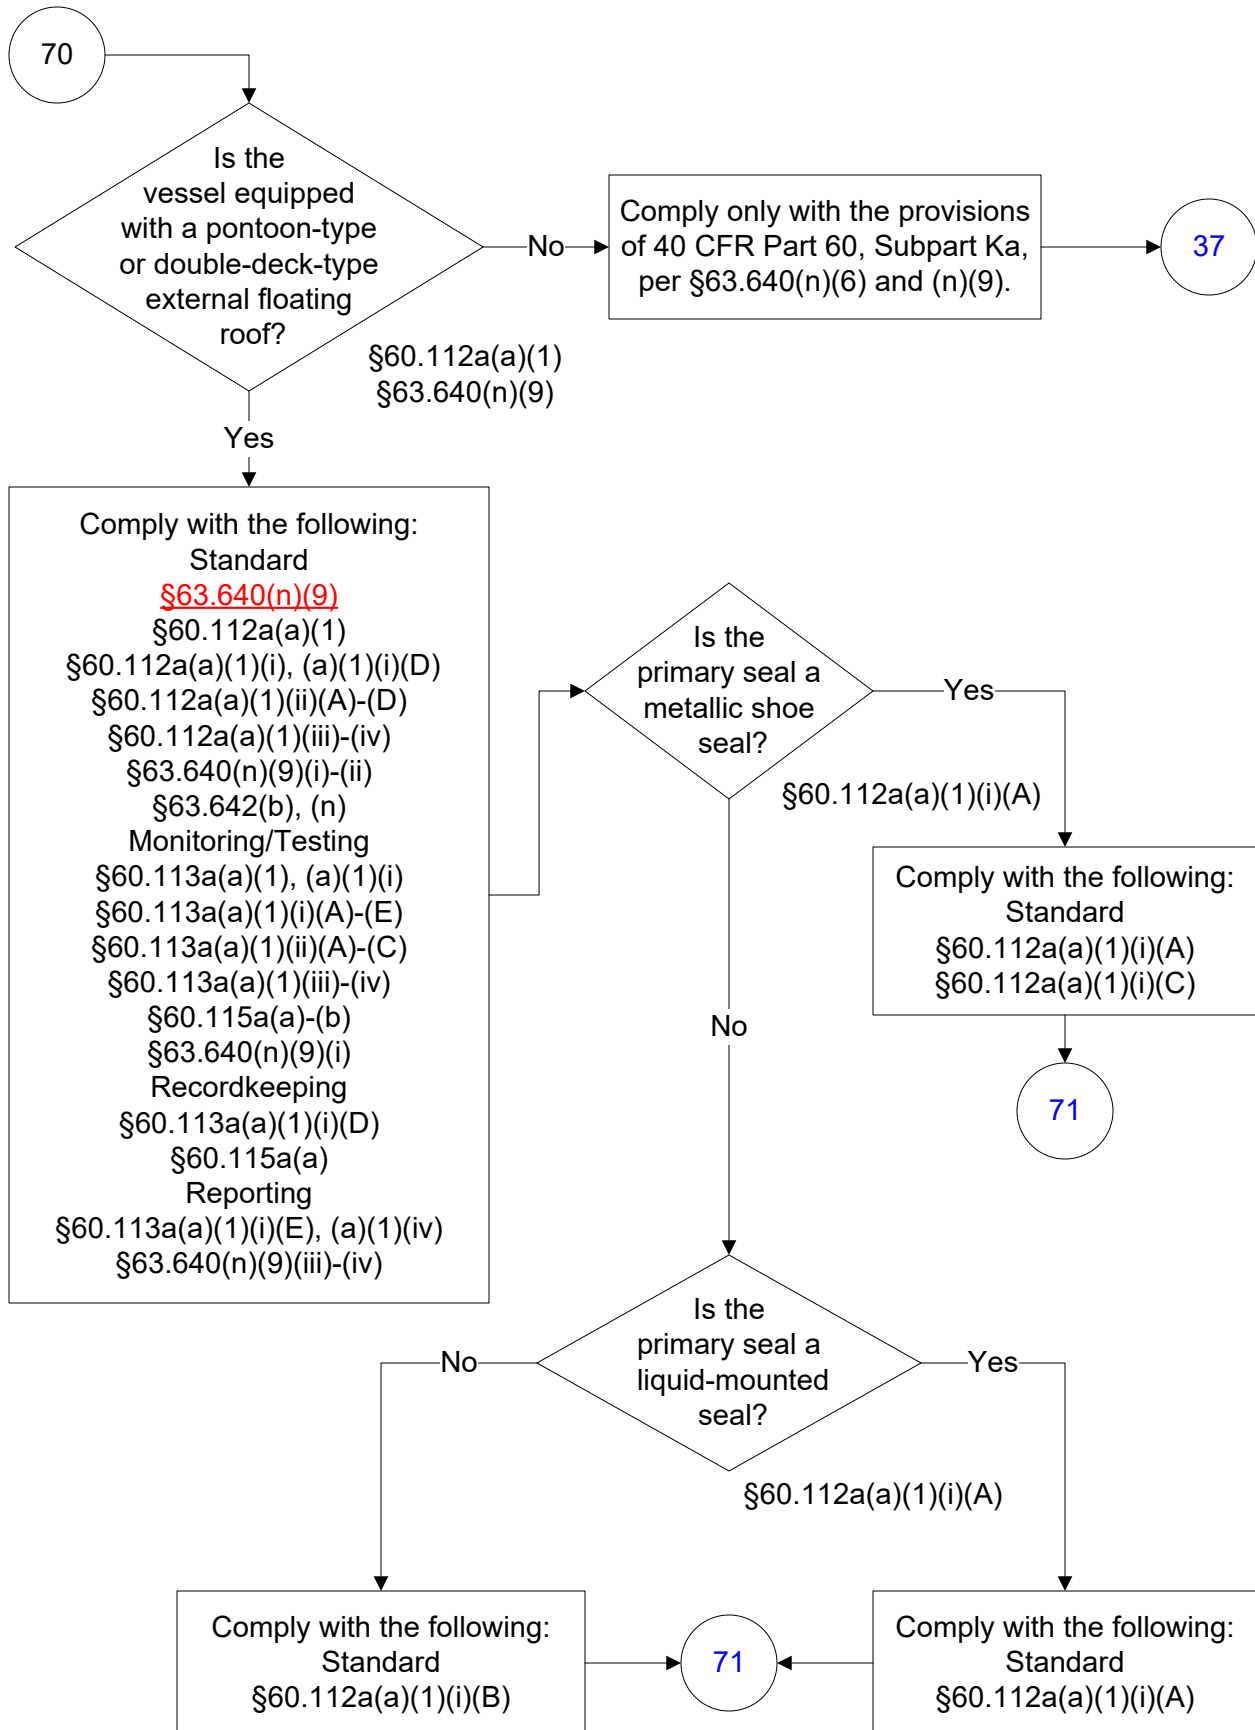 70
Is the
vessel equipped
with a pontoon-type
or double-deck-type
external floating
roof?
No
Comply only with the provisions
of 40 CFR Part 60, Subpart Ka,
per §63.640(n)(6) and (n)(9).
37
§60.112a(a)(1)
§63.640(n)(9)
Yes
Comply with the following:
Standard
§63.640(n)(9)
§60.112a(a)(1)
§60.112a(a)(1)(i), (a)(1)(i)(D)
§60.112a(a)(1)(ii)(A)-(D)
§60.112a(a)(1)(iii)-(iv)
§63.640(n)(9)(i)-(ii)
§63.642(b), (n)
Monitoring/Testing
§60.113a(a)(1), (a)(1)(i)
§60.113a(a)(1)(i)(A)-(E)
§60.113a(a)(1)(ii)(A)-(C)
§60.113a(a)(1)(iii)-(iv)
§60.115a(a)-(b)
§63.640(n)(9)(i)
Recordkeeping
§60.113a(a)(1)(i)(D)
§60.115a(a)
Reporting
§60.113a(a)(1)(i)(E), (a)(1)(iv)
§63.640(n)(9)(iii)-(iv)
Is the
primary seal a
metallic shoe
seal?
Yes
§60.112a(a)(1)(i)(A)
Comply with the following:
Standard
§60.112a(a)(1)(i)(A)
§60.112a(a)(1)(i)(C)
71
No
Is the
primary seal a
liquid-mounted
seal?
No
Yes
§60.112a(a)(1)(i)(A)
Comply with the following:
Standard
§60.112a(a)(1)(i)(B)
71
Comply with the following:
Standard
§60.112a(a)(1)(i)(A)